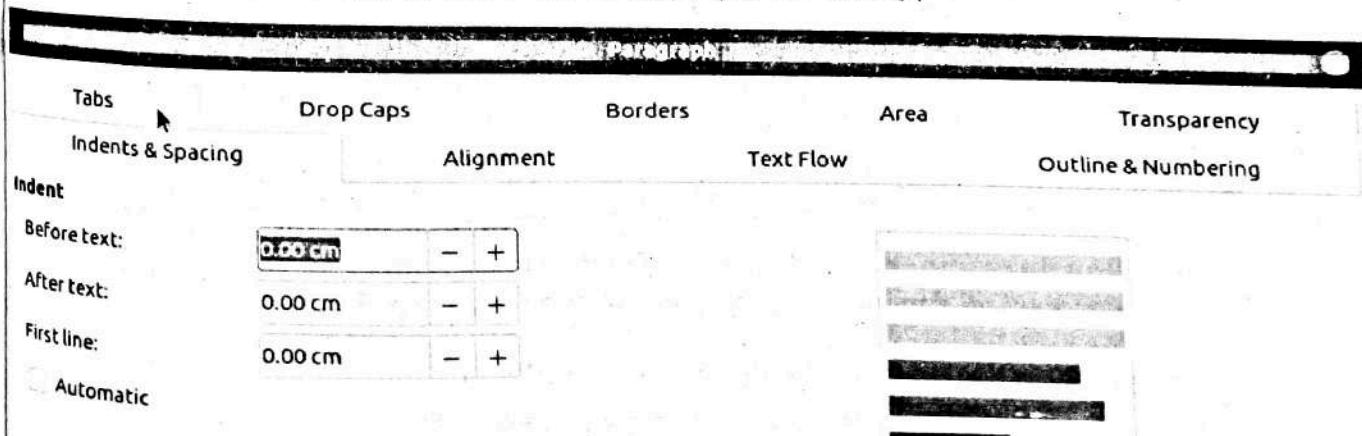 Paragraph
Tabs Drop Caps Borders Area Transparency
Indents & Spacing Alignment Text Flow Outline & Numbering
Indent
Before text: 0.00 cm − +
After text: 0.00 cm − +
First line: 0.00 cm − +
Automatic